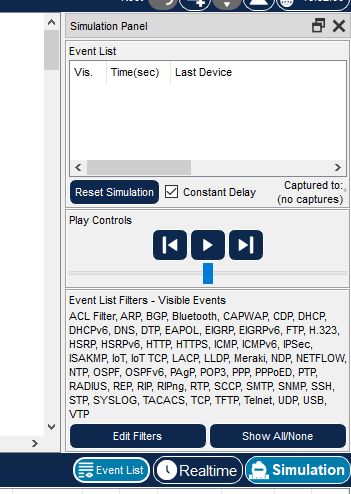 Simulation Panel
Event List
Vis. Time(sec) Last Device
Reset Simulation Constant Delay Captured to:
(no captures)
Play Controls
Event List Filters - Visible Events
ACL Filter, ARP, BGP, Bluetooth, CAPWAP, CDP, DHCP,
DHCPv6, DNS, DTP, EAPOL, EIGRP, EIGRPv6, FTP, H.323,
HSRP, HSRPv6, HTTP, HTTPS, ICMP, ICMPv6, IPSec,
ISAKMP, IoT, IoT TCP, LACP, LLDP, Meraki, NDP, NETFLOW,
NTP, OSPF, OSPFv6, PAgP, POP3, PPP, PPPoED, PTP,
RADIUS, REP, RIP, RIPng, RTP, SCCP, SMTP, SNMP, SSH,
STP, SYSLOG, TACACS, TCP, TFTP, Telnet, UDP, USB,
VTP
Edit Filters Show All/None
Event List Realtime Simulation